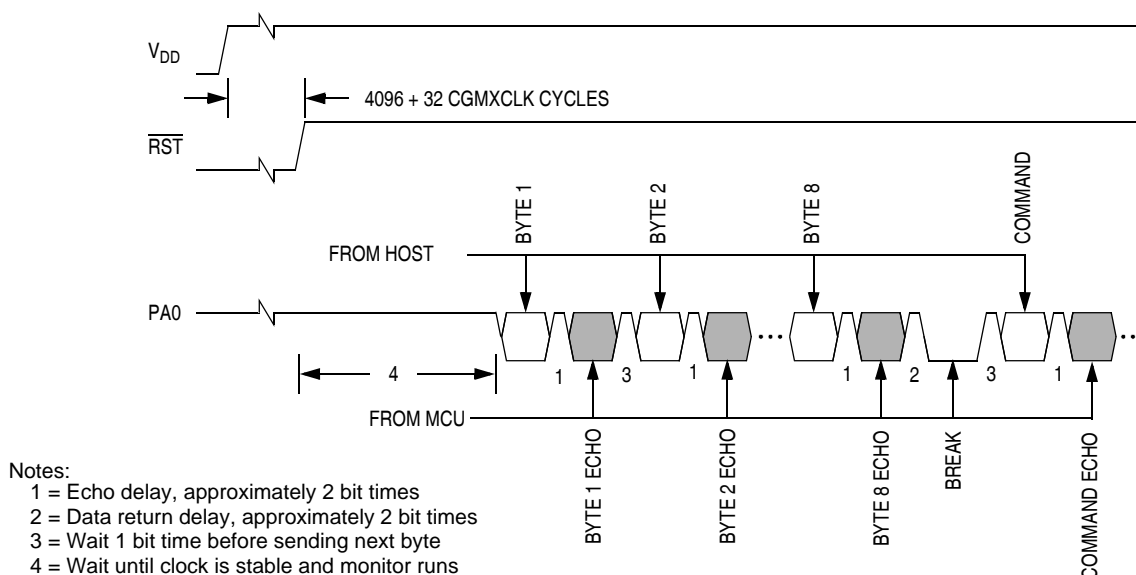 VDD
4096 + 32 CGMXCLK CYCLES
RST
BYTE 1
BYTE 2
BYTE 8
COMMAND
FROM HOST
PA0
4
1
3
1
1
2
3
1
FROM MCU
BYTE 1 ECHO
BYTE 2 ECHO
BYTE 8 ECHO
BREAK
COMMAND ECHO
Notes:
1 = Echo delay, approximately 2 bit times
2 = Data return delay, approximately 2 bit times
3 = Wait 1 bit time before sending next byte
4 = Wait until clock is stable and monitor runs